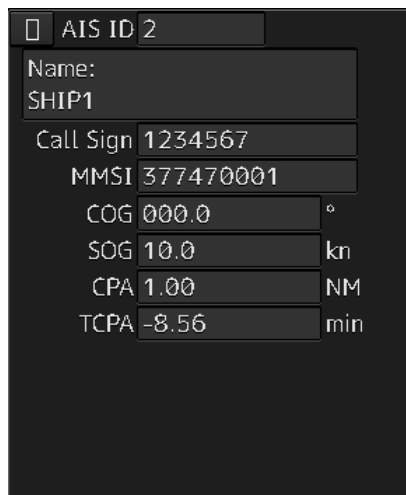 AIS ID 2
Name:
SHIP1
Call Sign 1234567
MMSI 377470001
COG 000.0 °
SOG 10.0 kn
CPA 1.00 NM
TCPA -8.56 min